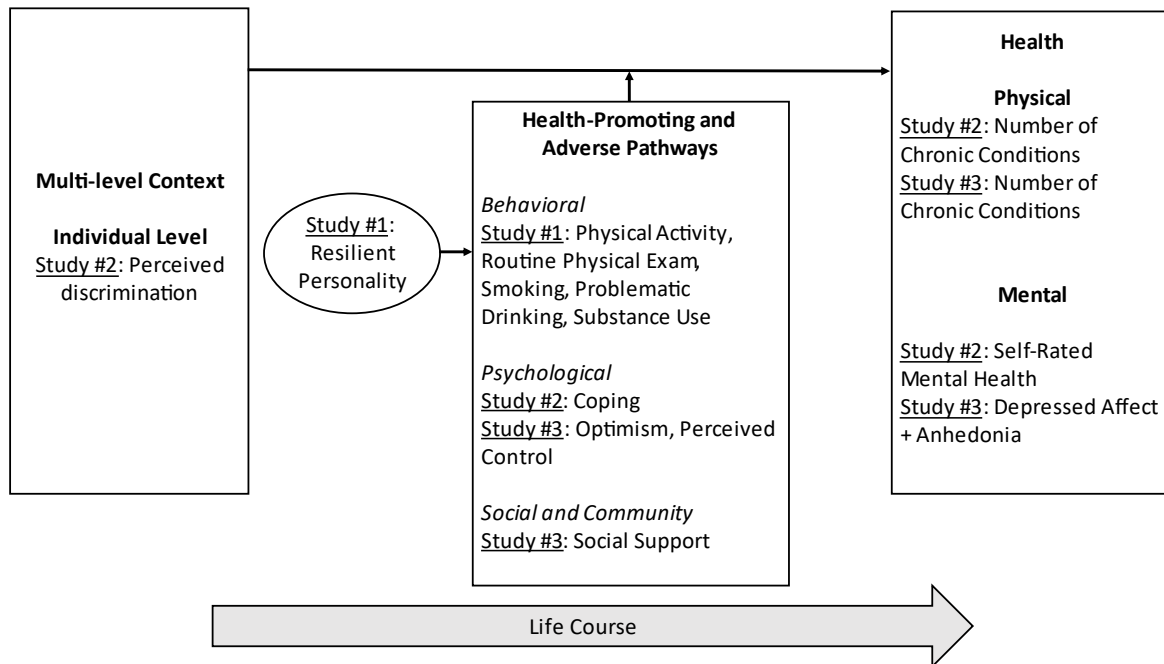 Multi-level Context
Individual Level
Study #2: Perceived
discrimination
Study #1:
Resilient
Personality
Health-Promoting and
Adverse Pathways
Behavioral
Study #1: Physical Activity,
Routine Physical Exam,
Smoking, Problematic
Drinking, Substance Use
Psychological
Study #2: Coping
Study #3: Optimism, Perceived
Control
Social and Community
Study #3: Social Support
Health
Physical
Study #2: Number of
Chronic Conditions
Study #3: Number of
Chronic Conditions
Mental
Study #2: Self-Rated
Mental Health
Study #3: Depressed Affect
+ Anhedonia
Life Course